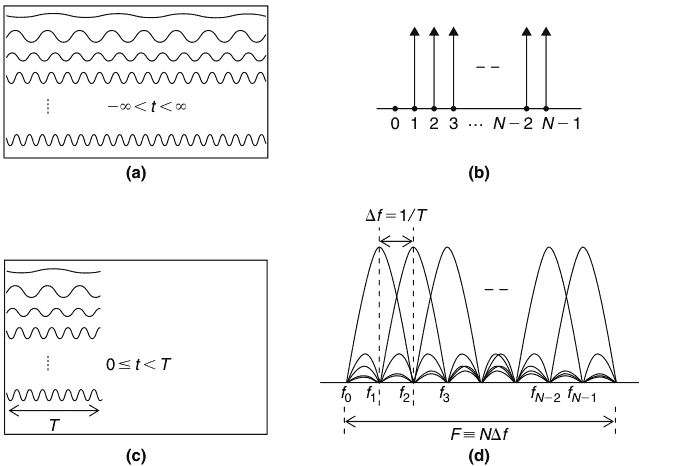 −∞ < t < ∞
(a)
0 1 2 3 ··· N − 2 N − 1
(b)
0 ≤ t < T
T
(c)
Δf = 1/T
f0 f1 f2 f3 fN−2 fN−1
F ≡ NΔf
(d)